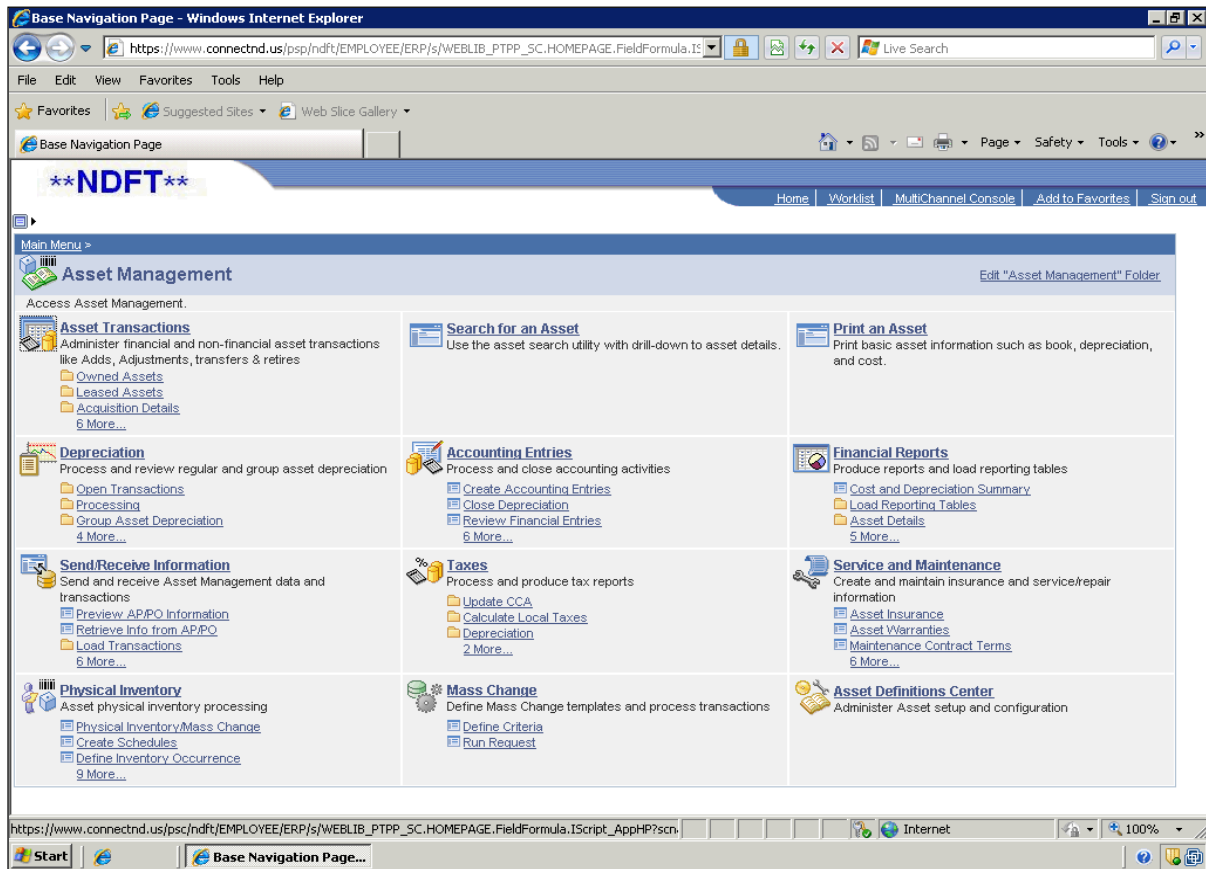 Base Navigation Page - Windows Internet Explorer
https://www.connectnd.us/psp/ndft/EMPLOYEE/ERP/s/WEBLIB_PTPP_SC.HOMEPAGE.FieldFormula.IS
Live Search
File Edit View Favorites Tools Help
Favorites Suggested Sites Web Slice Gallery
Base Navigation Page
Page Safety Tools
**NDFT**
Home Worklist MultiChannel Console Add to Favorites Sign out
Main Menu >
Asset Management
Edit "Asset Management" Folder
Access Asset Management.
Asset Transactions
Administer financial and non-financial asset transactions
like Adds, Adjustments, transfers & retires
Owned Assets
Leased Assets
Acquisition Details
6 More...
Search for an Asset
Use the asset search utility with drill-down to asset details.
Print an Asset
Print basic asset information such as book, depreciation,
and cost.
Depreciation
Process and review regular and group asset depreciation
Open Transactions
Processing
Group Asset Depreciation
4 More...
Accounting Entries
Process and close accounting activities
Create Accounting Entries
Close Depreciation
Review Financial Entries
6 More...
Financial Reports
Produce reports and load reporting tables
Cost and Depreciation Summary
Load Reporting Tables
Asset Details
5 More...
Send/Receive Information
Send and receive Asset Management data and
transactions
Preview AP/PO Information
Retrieve Info from AP/PO
Load Transactions
6 More...
Taxes
Process and produce tax reports
Update CCA
Calculate Local Taxes
Depreciation
2 More...
Service and Maintenance
Create and maintain insurance and service/repair
information
Asset Insurance
Asset Warranties
Maintenance Contract Terms
6 More...
Physical Inventory
Asset physical inventory processing
Physical Inventory/Mass Change
Create Schedules
Define Inventory Occurrence
9 More...
Mass Change
Define Mass Change templates and process transactions
Define Criteria
Run Request
Asset Definitions Center
Administer Asset setup and configuration
https://www.connectnd.us/psc/ndft/EMPLOYEE/ERP/s/WEBLIB_PTPP_SC.HOMEPAGE.FieldFormula.IScript_AppHP?scn
Internet
100%
Start
Base Navigation Page...